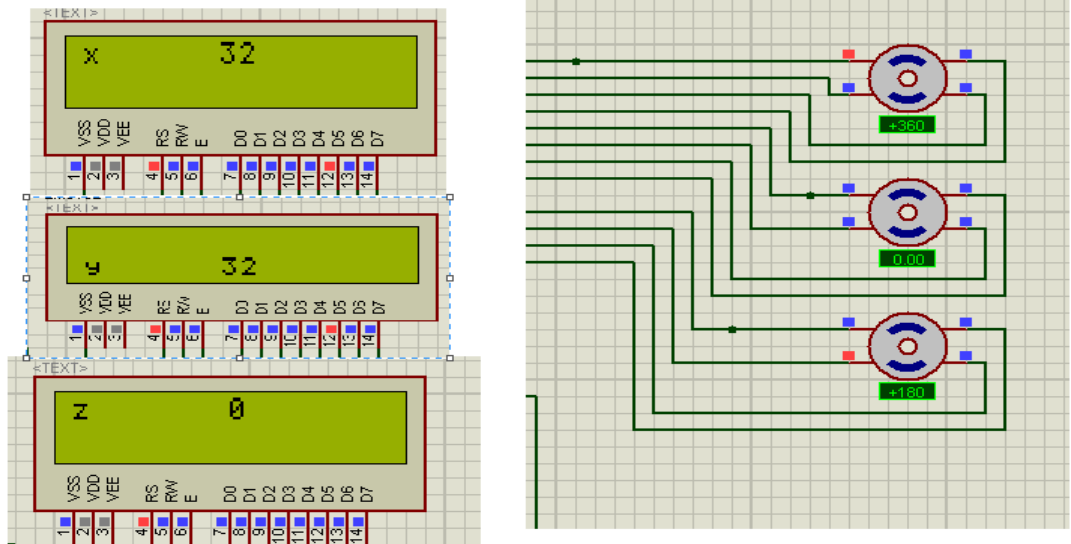 <TEXT>
x 32
VSS VDD VEE RS RW E D0 D1 D2 D3 D4 D5 D6 D7
1 2 3 4 5 6 7 8 9 10 11 12 13 14
<TEXT>
y 32
VSS VDD VEE RS RW E D0 D1 D2 D3 D4 D5 D6 D7
1 2 3 4 5 6 7 8 9 10 11 12 13 14
<TEXT>
z 0
VSS VDD VEE RS RW E D0 D1 D2 D3 D4 D5 D6 D7
1 2 3 4 5 6 7 8 9 10 11 12 13 14
+360
0.00
+180